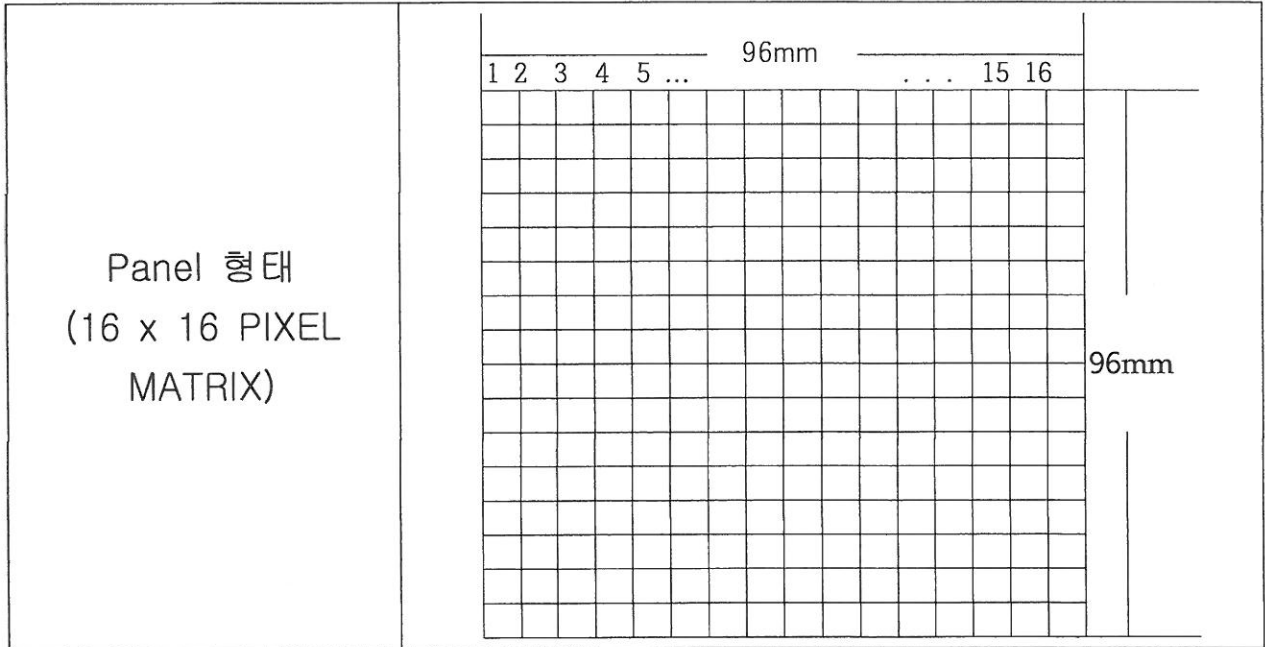 Panel 형태
(16 x 16 PIXEL
MATRIX)
96mm
1 2 3 4 5 ... . . . 15 16
96mm